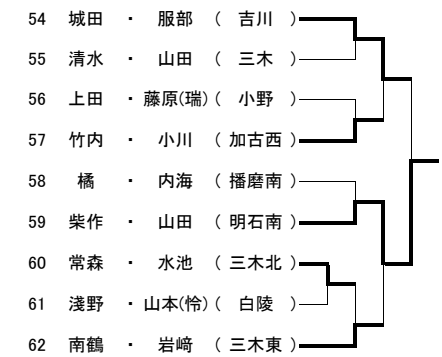 54 城田 ・ 服部 ( 吉川 )
55 清水 ・ 山田 ( 三木 )
56 上田 ・ 藤原(瑞) ( 小野 )
57 竹内 ・ 小川 ( 加古西 )
58 橘 ・ 内海 ( 播磨南 )
59 柴作 ・ 山田 ( 明石南 )
60 常森 ・ 水池 ( 三木北 )
61 淺野 ・ 山本(怜) ( 白陵 )
62 南鶴 ・ 岩﨑 ( 三木東 )